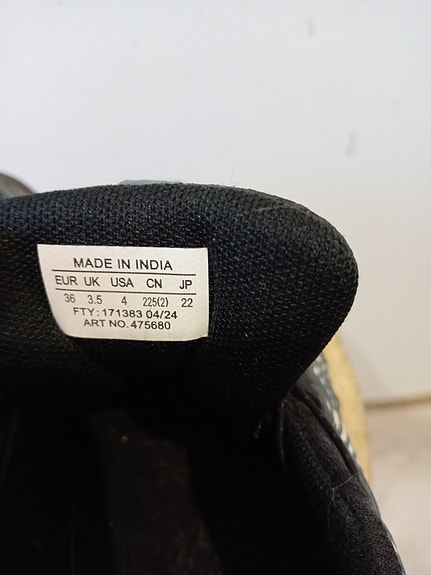 MADE IN INDIA
EUR UK USA CN JP
36 3.5 4 225(2) 22
FTY: 171383 04/24
ART NO. 475680